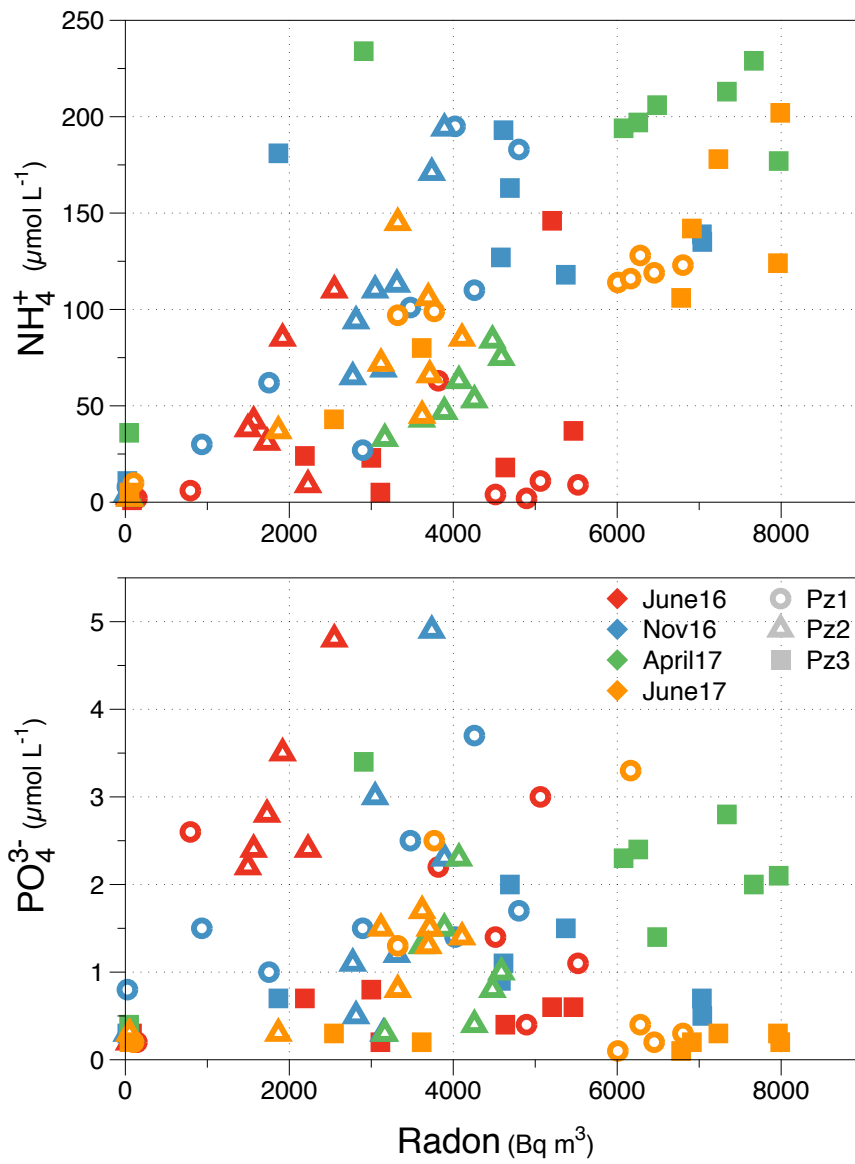 250
200
150
100
50
0
NH₄⁺ (μmol L⁻¹)
0 2000 4000 6000 8000
5
4
3
2
1
0
PO₄³⁻ (μmol L⁻¹)
June16 Pz1
Nov16 Pz2
April17 Pz3
June17
0 2000 4000 6000 8000
Radon (Bq m³)